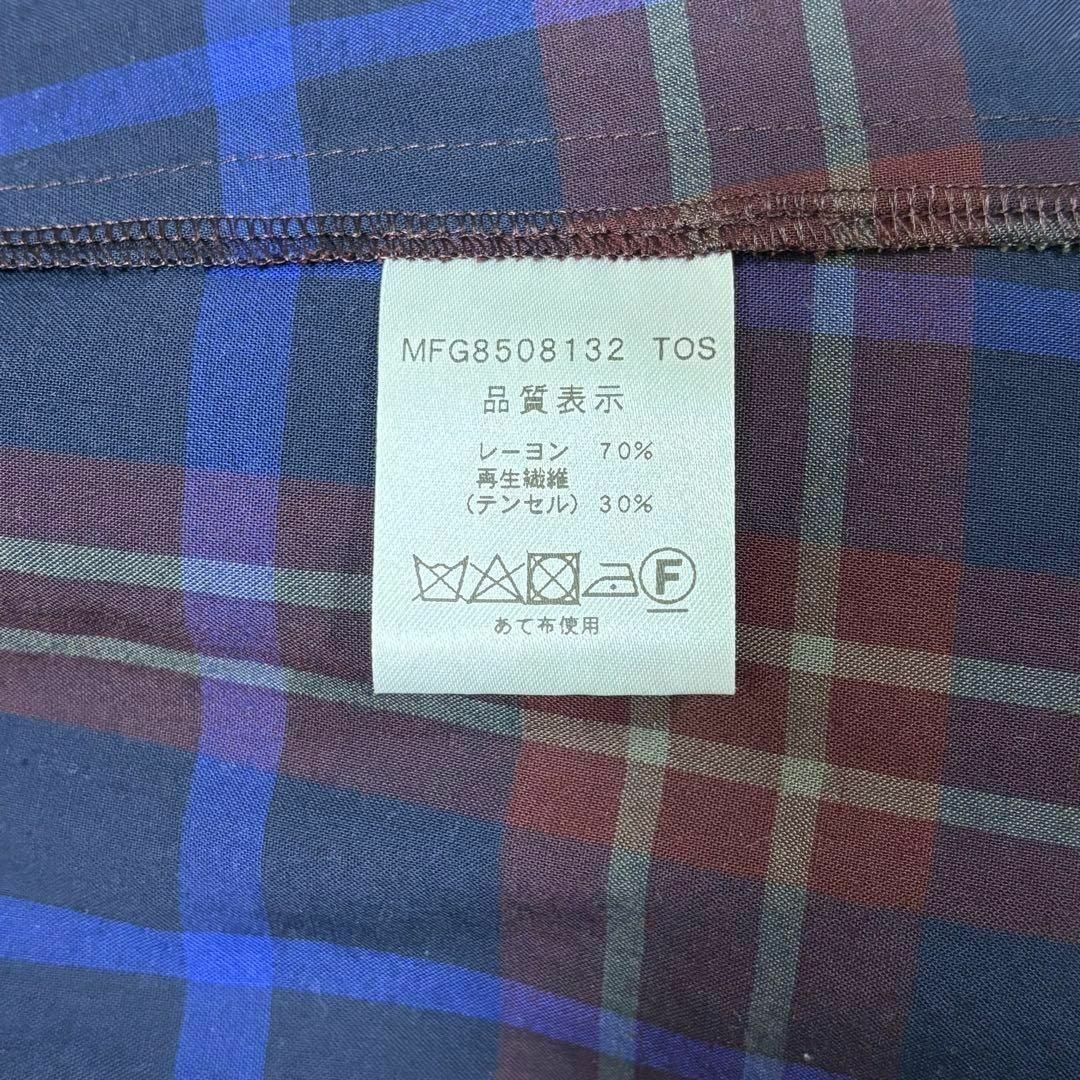 MFG8508132 TOS
品質表示
レーヨン 70%
再生繊維
(テンセル) 30%
F
あて布使用